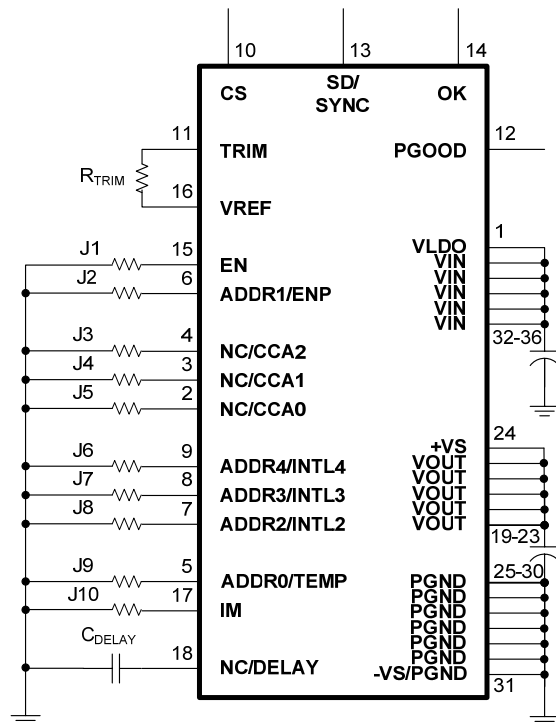 10
13
14
CS
SD/
SYNC
OK
11
TRIM
PGOOD
12
RTRIM
16
VREF
J1
15
EN
J2
6
ADDR1/ENP
1
VLDO
VIN
VIN
VIN
VIN
VIN
32-36
J3
4
NC/CCA2
J4
3
NC/CCA1
J5
2
NC/CCA0
24
+VS
VOUT
VOUT
VOUT
VOUT
VOUT
19-23
J6
9
ADDR4/INTL4
J7
8
ADDR3/INTL3
J8
7
ADDR2/INTL2
J9
5
ADDR0/TEMP
J10
17
IM
25-30
PGND
PGND
PGND
PGND
PGND
PGND
-VS/PGND
31
CDELAY
18
NC/DELAY